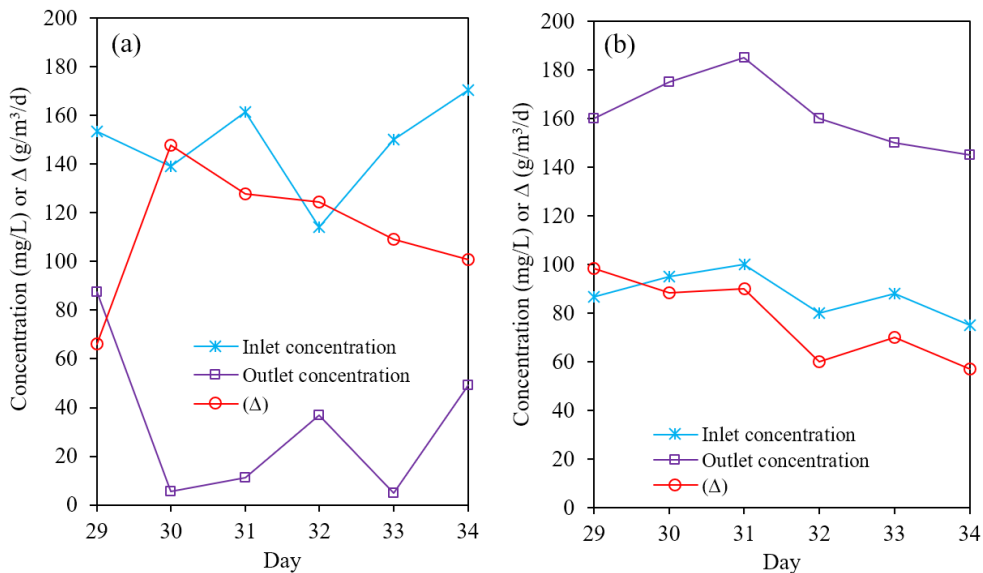 (a)
Concentration (mg/L) or Δ (g/m³/d)
200
180
160
140
120
100
80
60
40
20
0
Inlet concentration
Outlet concentration
(Δ)
29 30 31 32 33 34
Day
(b)
Concentration (mg/L) or Δ (g/m³/d)
200
180
160
140
120
100
80
60
40
20
0
Inlet concentration
Outlet concentration
(Δ)
29 30 31 32 33 34
Day